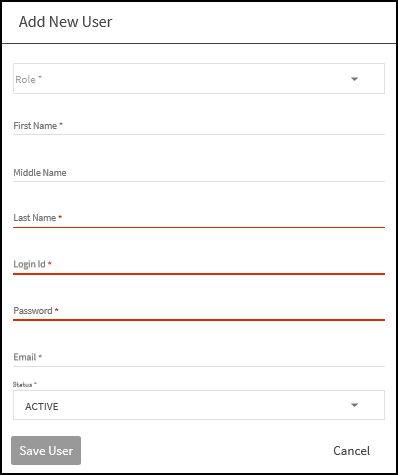 Add New User
Role *
First Name *
Middle Name
Last Name *
Login Id *
Password *
Email *
Status *
ACTIVE
Save User Cancel